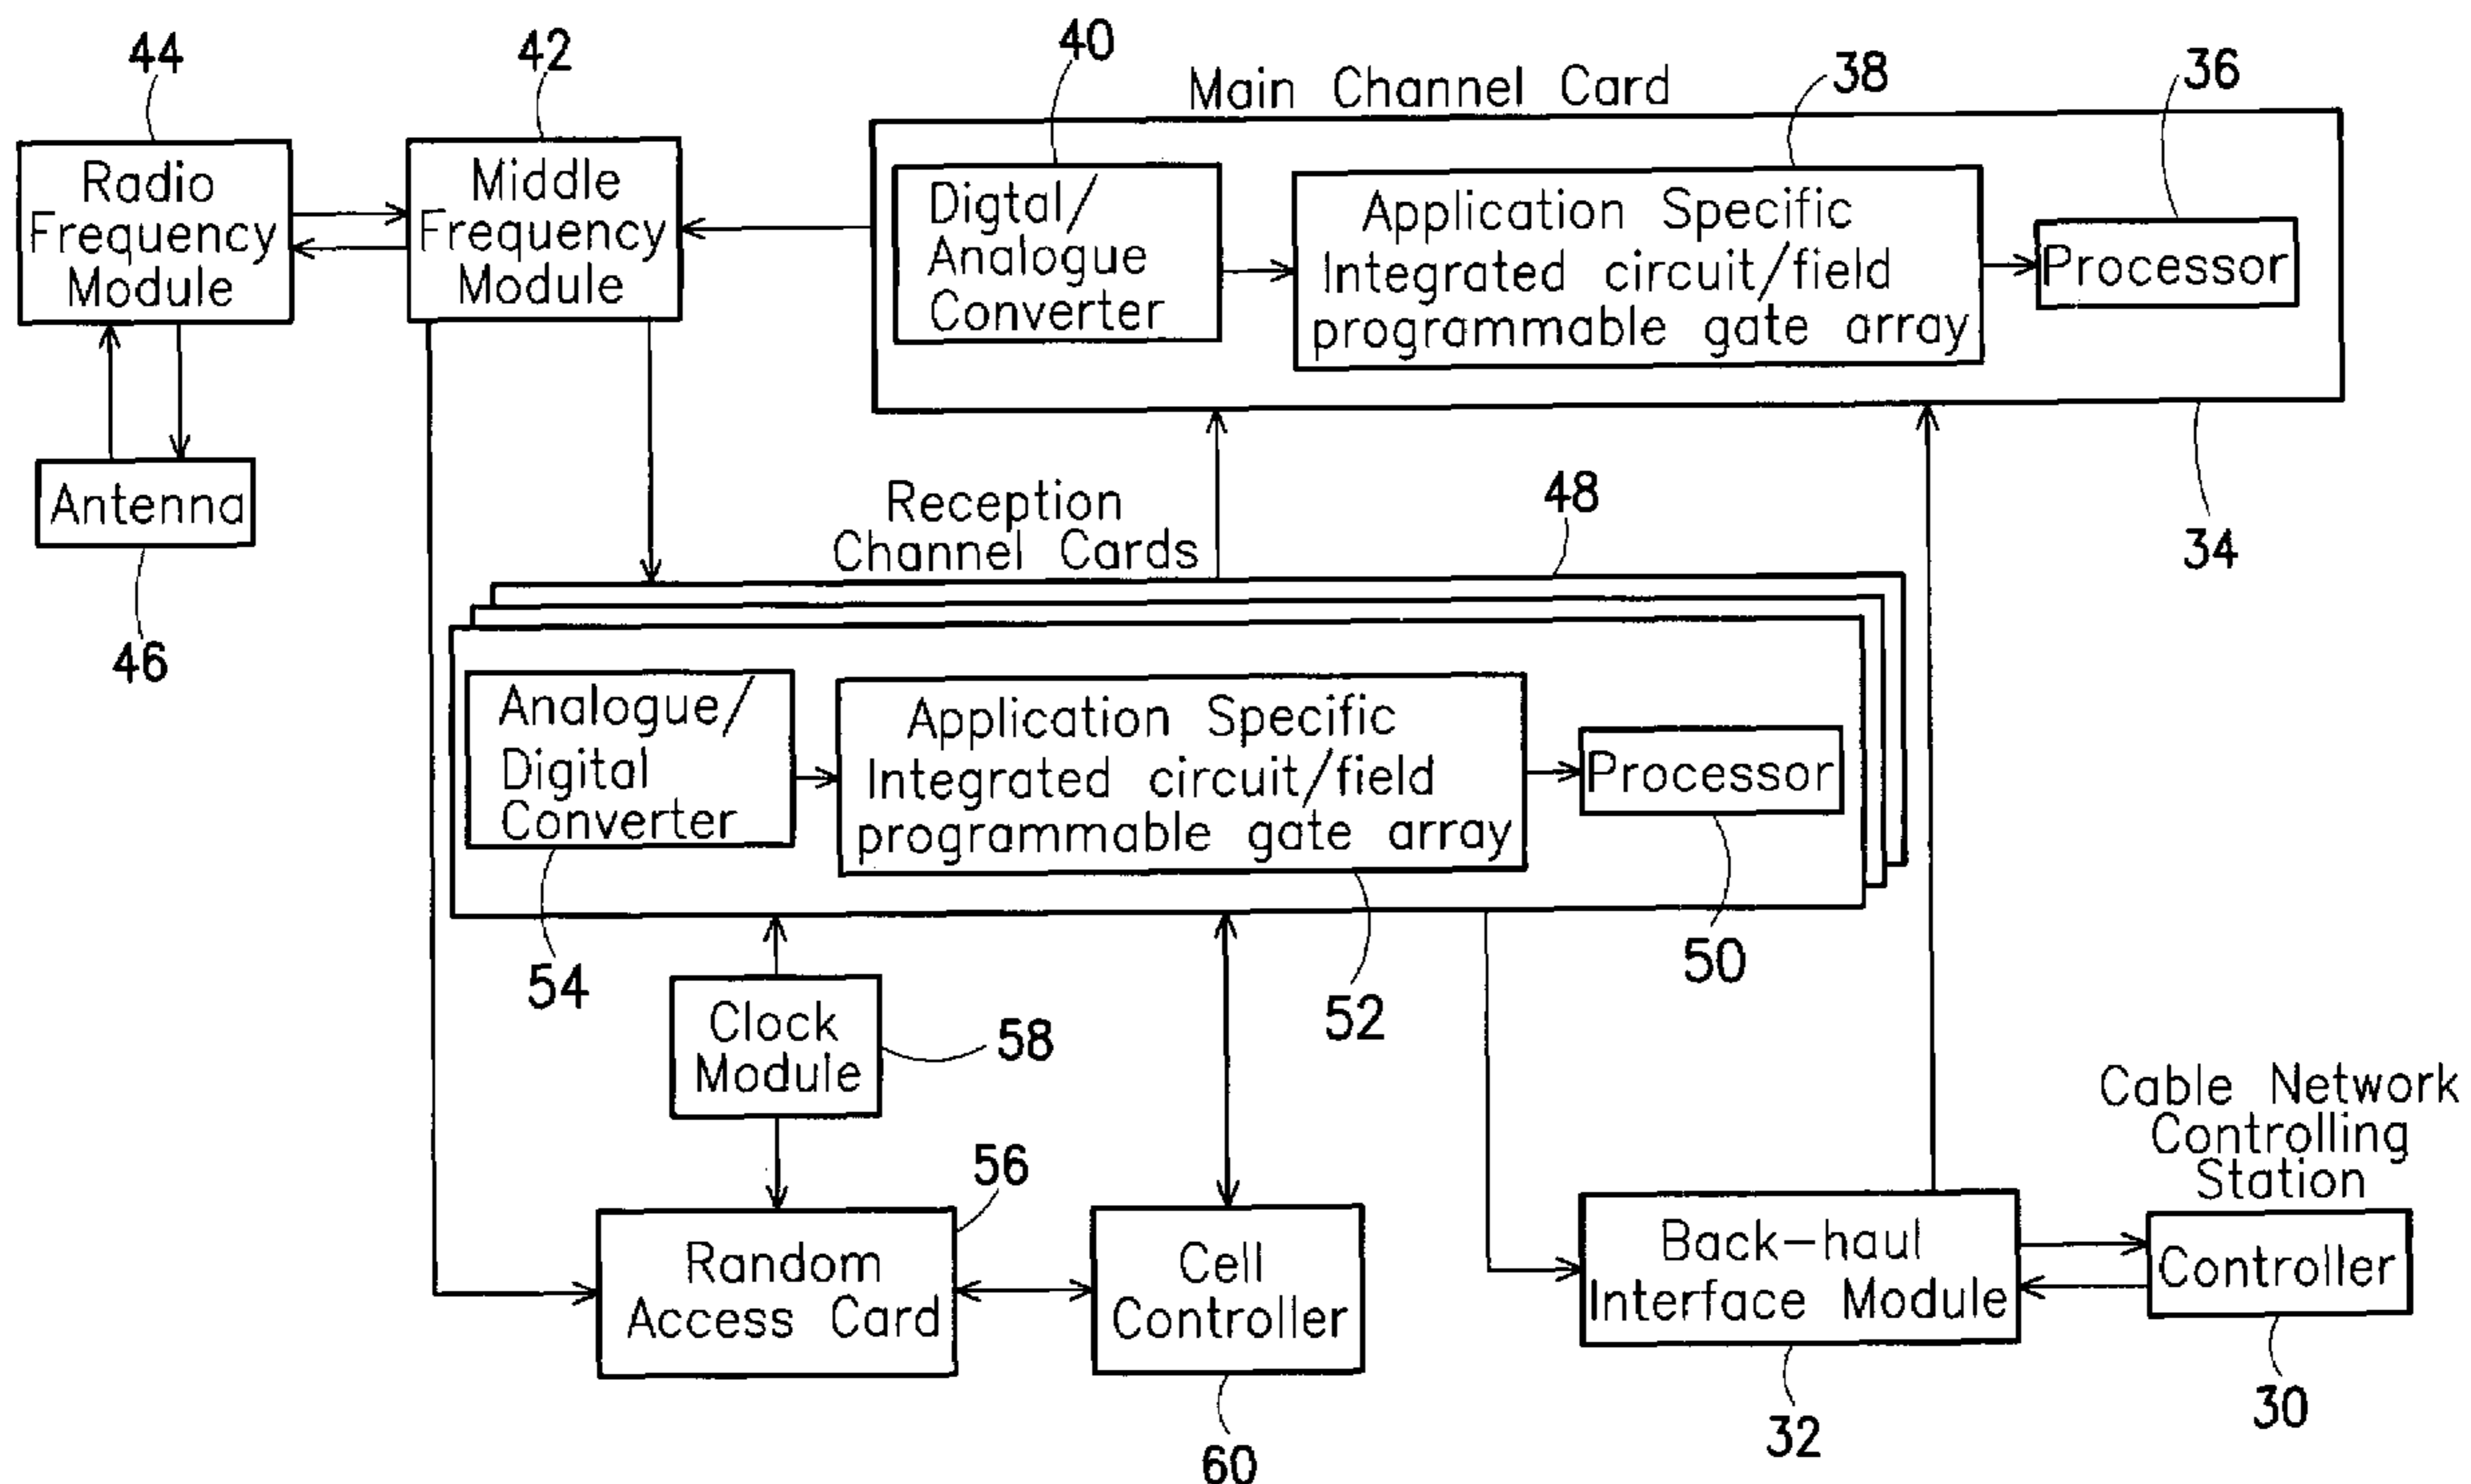 44
42
40
Main Channel Card
38
36
Radio
Frequency
Module
Middle
Frequency
Module
Digtal/
Analogue
Converter
Application Specific
Integrated circuit/field
programmable gate array
Processor
Antenna
46
34
Reception
Channel Cards
48
Analogue/
Digital
Converter
Application Specific
Integrated circuit/field
programmable gate array
Processor
54
52
50
Clock
Module
58
56
Random
Access Card
Cell
Controller
60
Back-haul
Interface Module
32
Cable Network
Controlling
Station
Controller
30